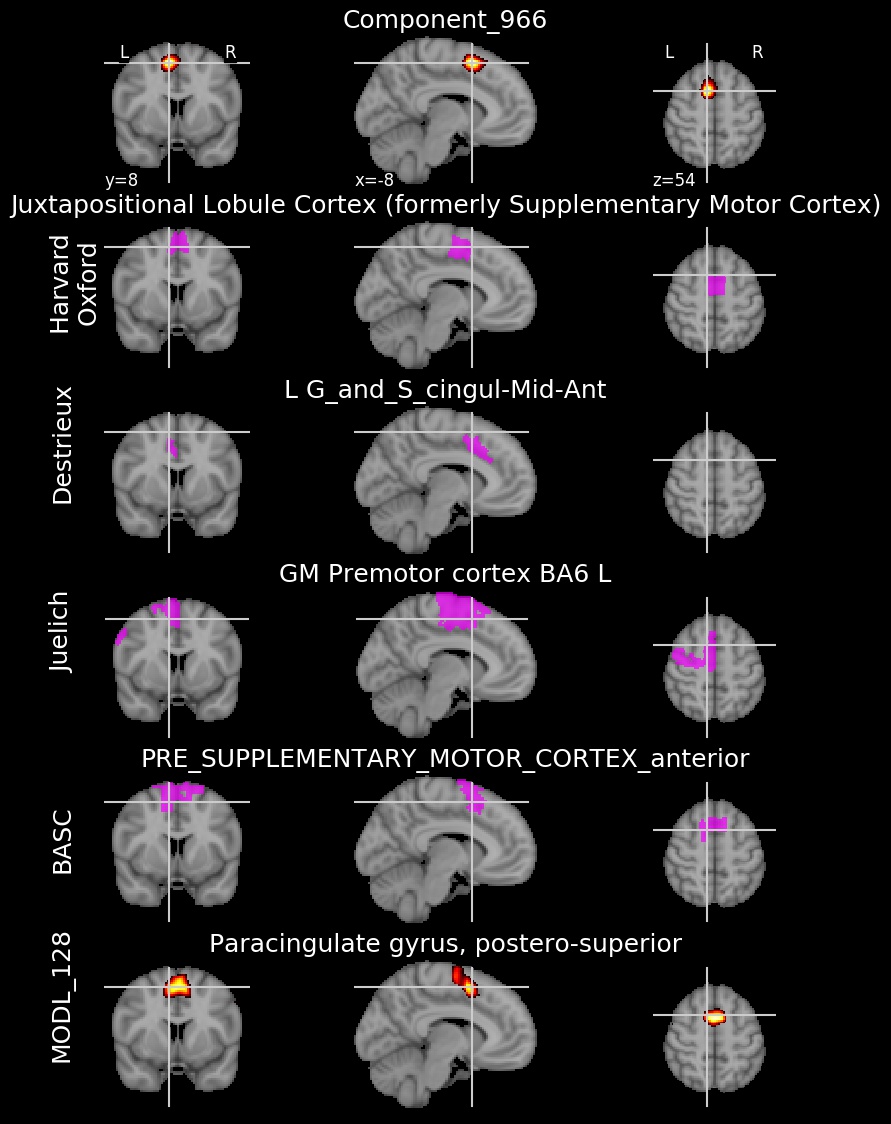 Component_966
L R
L R
y=8 x=-8 z=54
Juxtapositional Lobule Cortex (formerly Supplementary Motor Cortex)
Harvard
Oxford
L G_and_S_cingul-Mid-Ant
Destrieux
GM Premotor cortex BA6 L
Juelich
PRE_SUPPLEMENTARY_MOTOR_CORTEX_anterior
BASC
Paracingulate gyrus, postero-superior
MODL_128